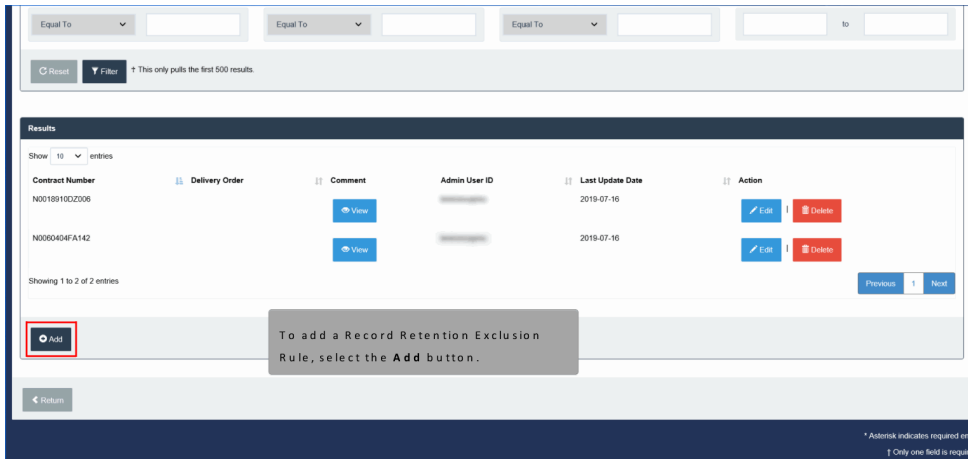 Equal To Equal To Equal To to
Reset Filter † This only pulls the first 500 results.
Results
Show 10 entries
Contract Number Delivery Order Comment Admin User ID Last Update Date Action
N0018910DZ006 View 2019-07-16 Edit | Delete
N0060404FA142 View 2019-07-16 Edit | Delete
Showing 1 to 2 of 2 entries
Previous 1 Next
Add
To add a Record Retention Exclusion
Rule, select the Add button.
Return
* Asterisk indicates required
† Only one field is